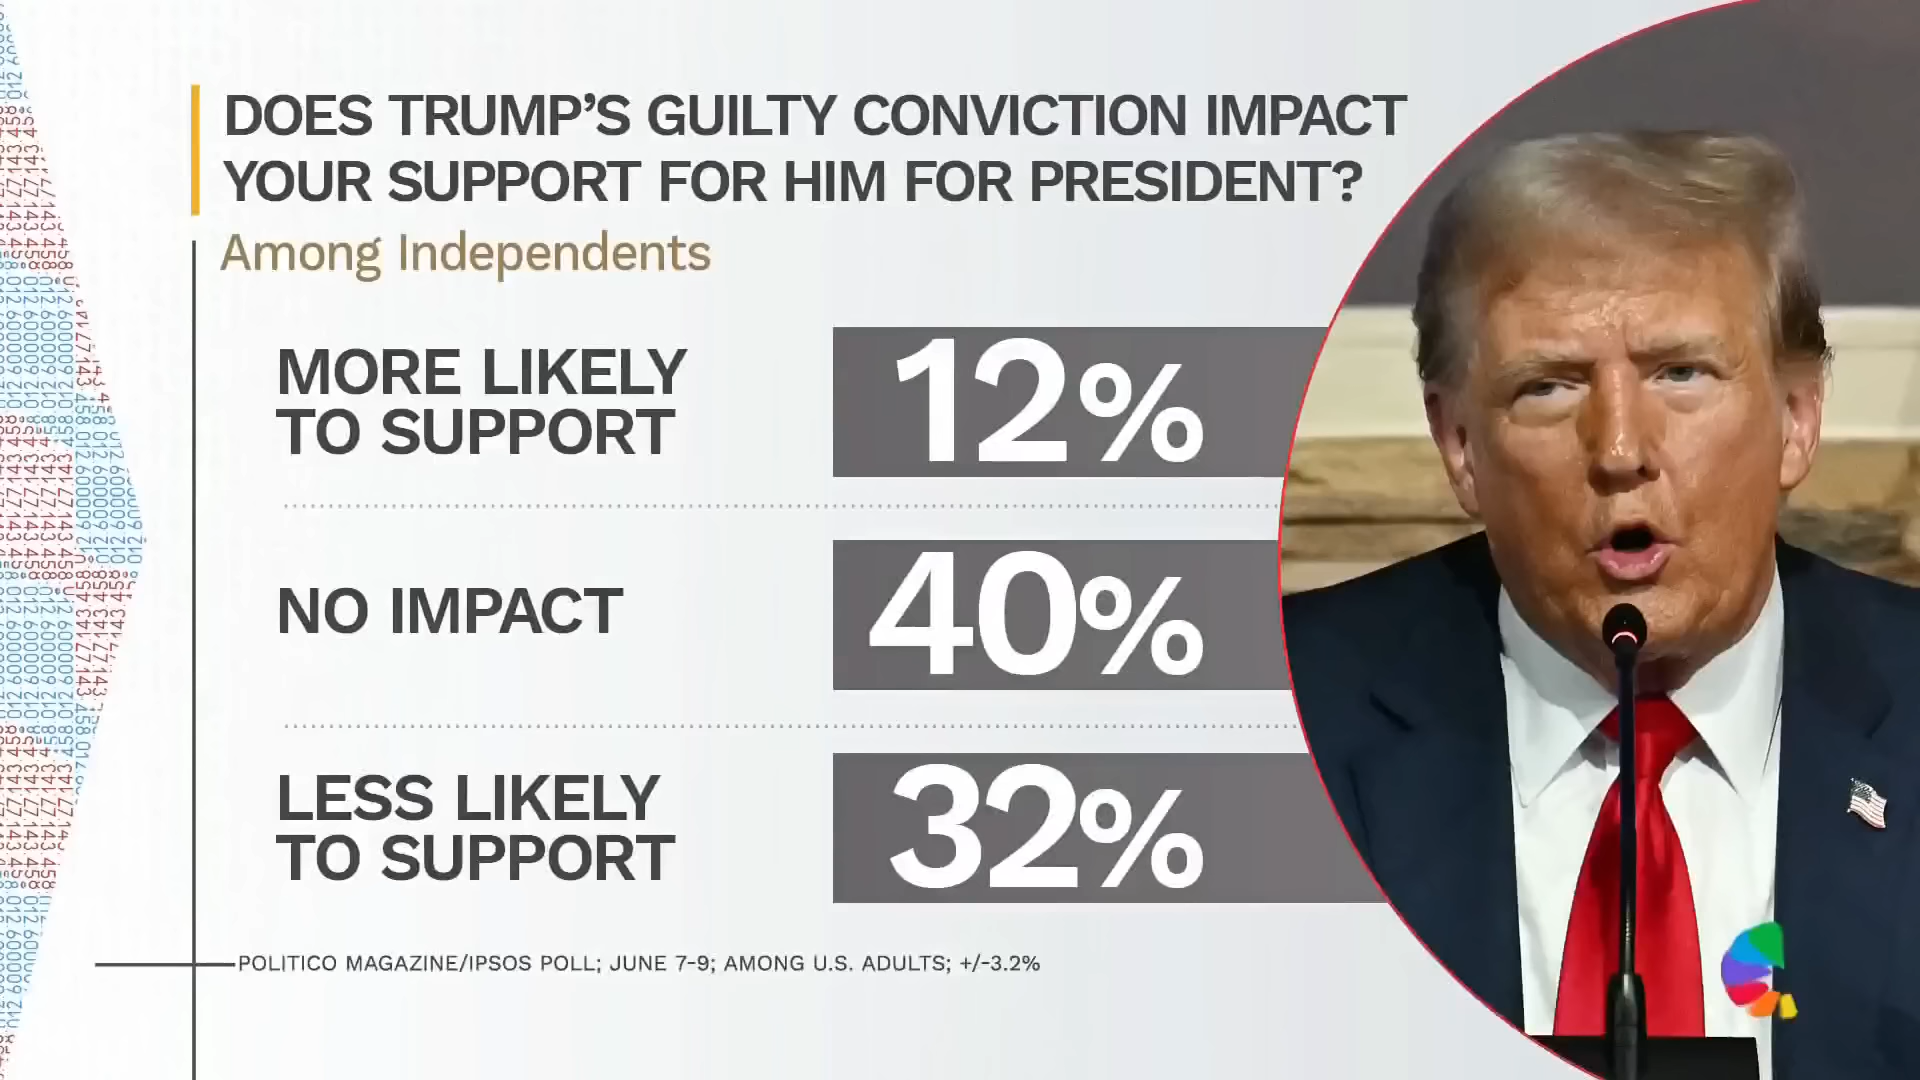 DOES TRUMP'S GUILTY CONVICTION IMPACT
YOUR SUPPORT FOR HIM FOR PRESIDENT?
Among Independents
MORE LIKELY
TO SUPPORT
12%
NO IMPACT
40%
LESS LIKELY
TO SUPPORT
32%
POLITICO MAGAZINE/IPSOS POLL; JUNE 7-9; AMONG U.S. ADULTS; +/-3.2%